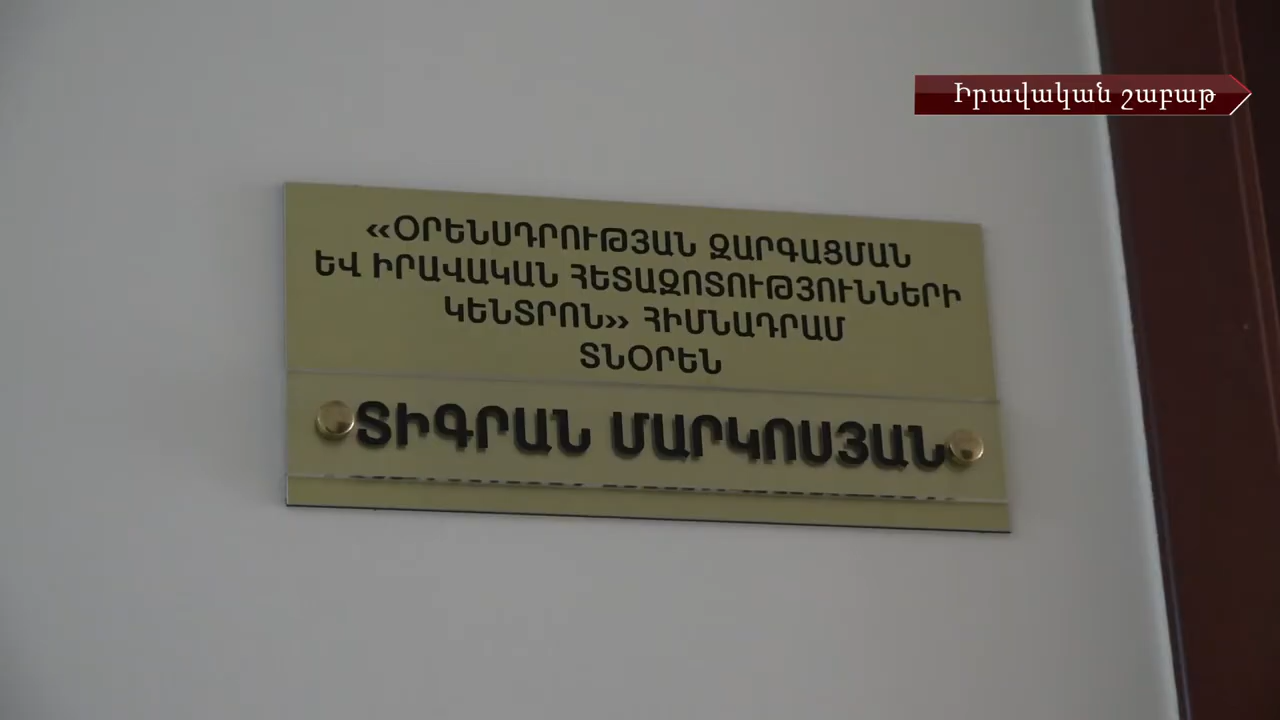 Իրավական շաբաթ
«ՕՐԵՆՍԴՐՈՒԹՅԱՆ ԶԱՐԳԱՑՄԱՆ
ԵՎ ԻՐԱՎԱԿԱՆ ՀԵՏԱԶՈՏՈՒԹՅՈՒՆՆԵՐԻ
ԿԵՆՏՐՈՆ» ՀԻՄՆԱԴՐԱՄ
ՏՆՕՐԵՆ
ՏԻԳՐԱՆ ՄԱՐԿՈՍՅԱՆ